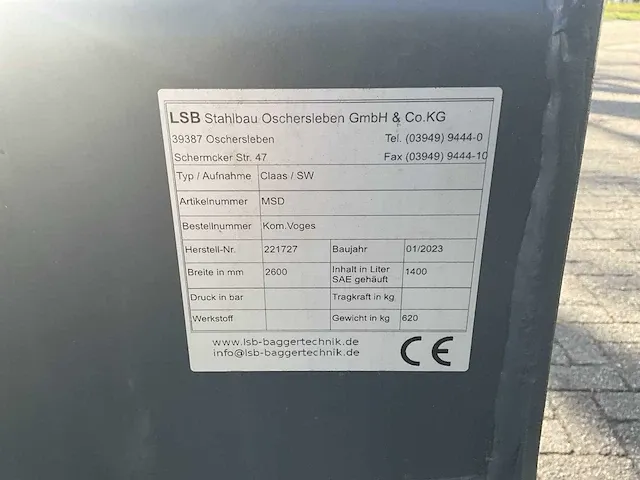 LSB Stahlbau Oschersleben GmbH & Co.KG
39387 Oschersleben Tel. (03949) 9444-0
Schermcker Str. 47 Fax (03949) 9444-10
Typ / Aufnahme Claas / SW
Artikelnummer MSD
Bestellnummer Kom.Voges
Herstell-Nr. 221727 Baujahr 01/2023
Breite in mm 2600 Inhalt in Liter SAE gehäuft 1400
Druck in bar Tragkraft in kg
Werkstoff Gewicht in kg 620
www.lsb-baggertechnik.de
info@lsb-baggertechnik.de
CE